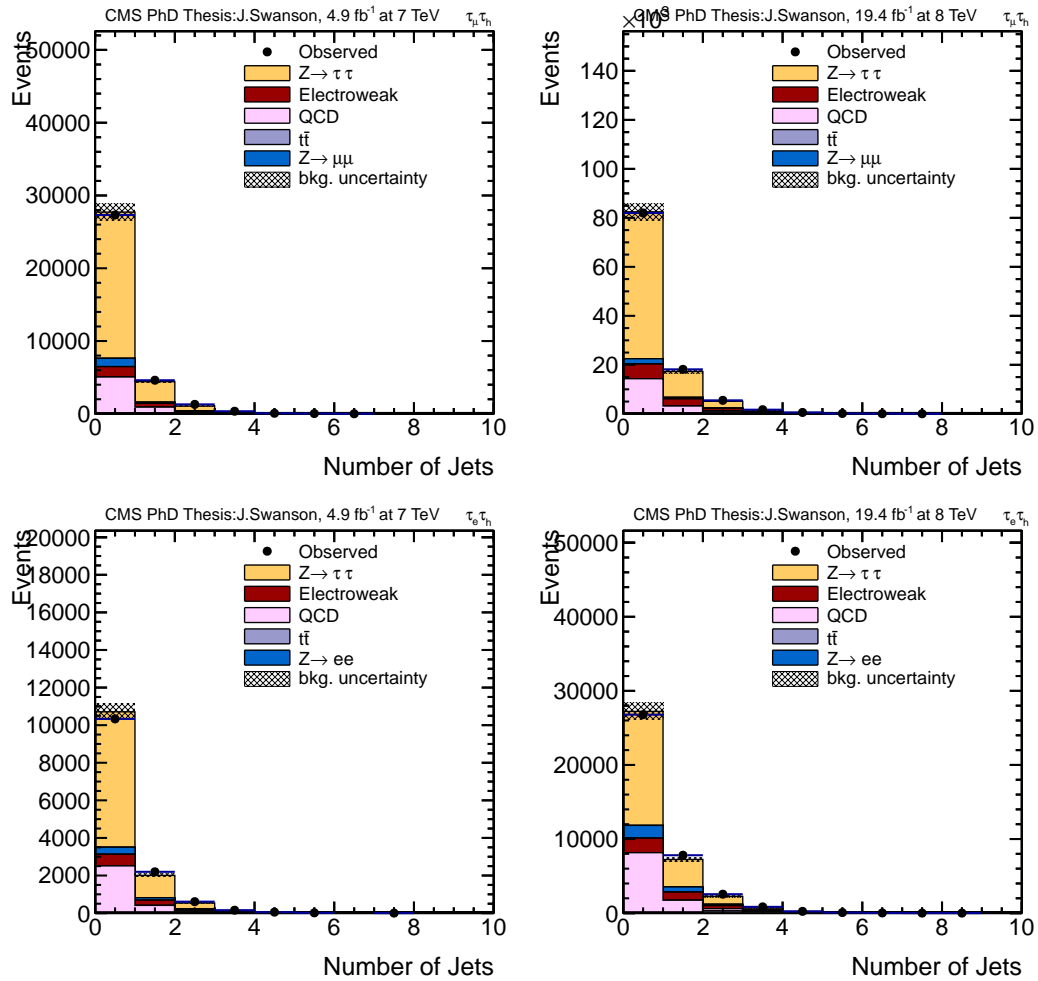 CMS PhD Thesis:J.Swanson, 4.9 fb⁻¹ at 7 TeV τ_μτ_h
Events
50000
40000
30000
20000
10000
0
Observed
Z→ τ τ
Electroweak
QCD
tt̄
Z→ μμ
bkg. uncertainty
0 2 4 6 8 10
Number of Jets
CMS PhD Thesis:J.Swanson, 19.4 fb⁻¹ at 8 TeV τ_μτ_h
×10³
Events
140
120
100
80
60
40
20
0
Observed
Z→ τ τ
Electroweak
QCD
tt̄
Z→ μμ
bkg. uncertainty
0 2 4 6 8 10
Number of Jets
CMS PhD Thesis:J.Swanson, 4.9 fb⁻¹ at 7 TeV τ_eτ_h
Events
20000
18000
16000
14000
12000
10000
8000
6000
4000
2000
0
Observed
Z→ τ τ
Electroweak
QCD
tt̄
Z→ ee
bkg. uncertainty
0 2 4 6 8 10
Number of Jets
CMS PhD Thesis:J.Swanson, 19.4 fb⁻¹ at 8 TeV τ_eτ_h
Events
50000
40000
30000
20000
10000
0
Observed
Z→ τ τ
Electroweak
QCD
tt̄
Z→ ee
bkg. uncertainty
0 2 4 6 8 10
Number of Jets